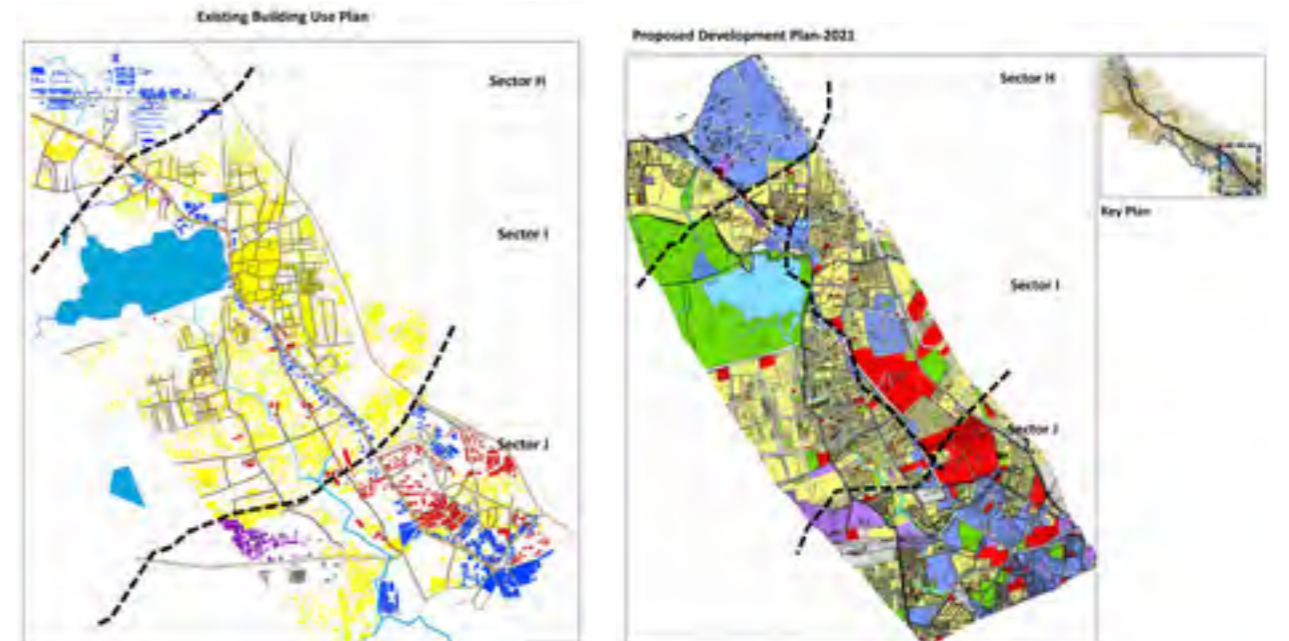 Existing Building Use Plan
Sector H
Sector I
Sector J
Proposed Development Plan-2021
Sector H
Sector I
Sector J
Key Plan